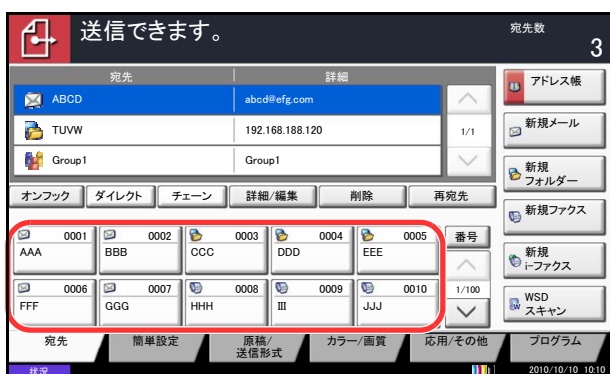 送信できます。
宛先数
3
宛先 詳細
ABCD abcd@efg.com
TUVW 192.168.188.120
Group1 Group1
1/1
アドレス帳
新規メール
新規
フォルダー
新規ファクス
新規
i-ファクス
WSD
スキャン
オンフック ダイレクト チェーン 詳細/編集 削除 再宛先
0001 0002 0003 0004 0005
AAA BBB CCC DDD EEE
番号
0006 0007 0008 0009 0010
FFF GGG HHH III JJJ
1/100
宛先 簡単設定 原稿/
送信形式 カラー/画質 応用/その他 プログラム
状況 2010/10/10 10:10